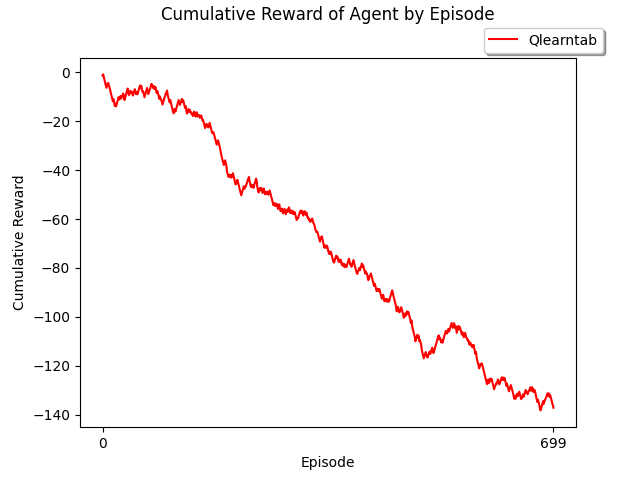 Cumulative Reward of Agent by Episode
Qlearntab
0
−20
−40
−60
−80
−100
−120
−140
Cumulative Reward
0 699
Episode